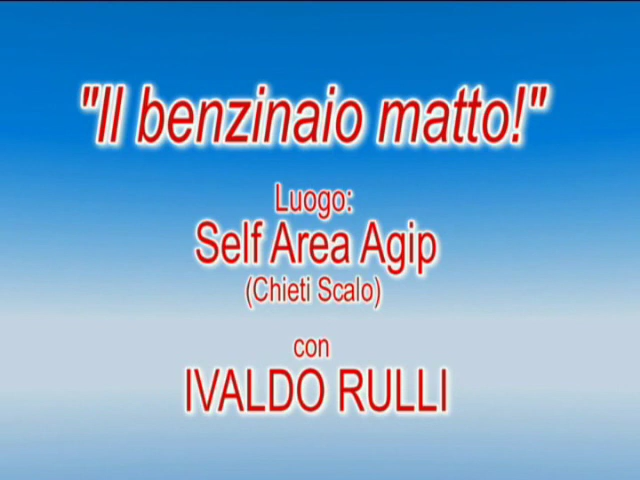 "Il benzinaio matto!"
Luogo:
Self Area Agip
(Chieti Scalo)
con
IVALDO RULLI